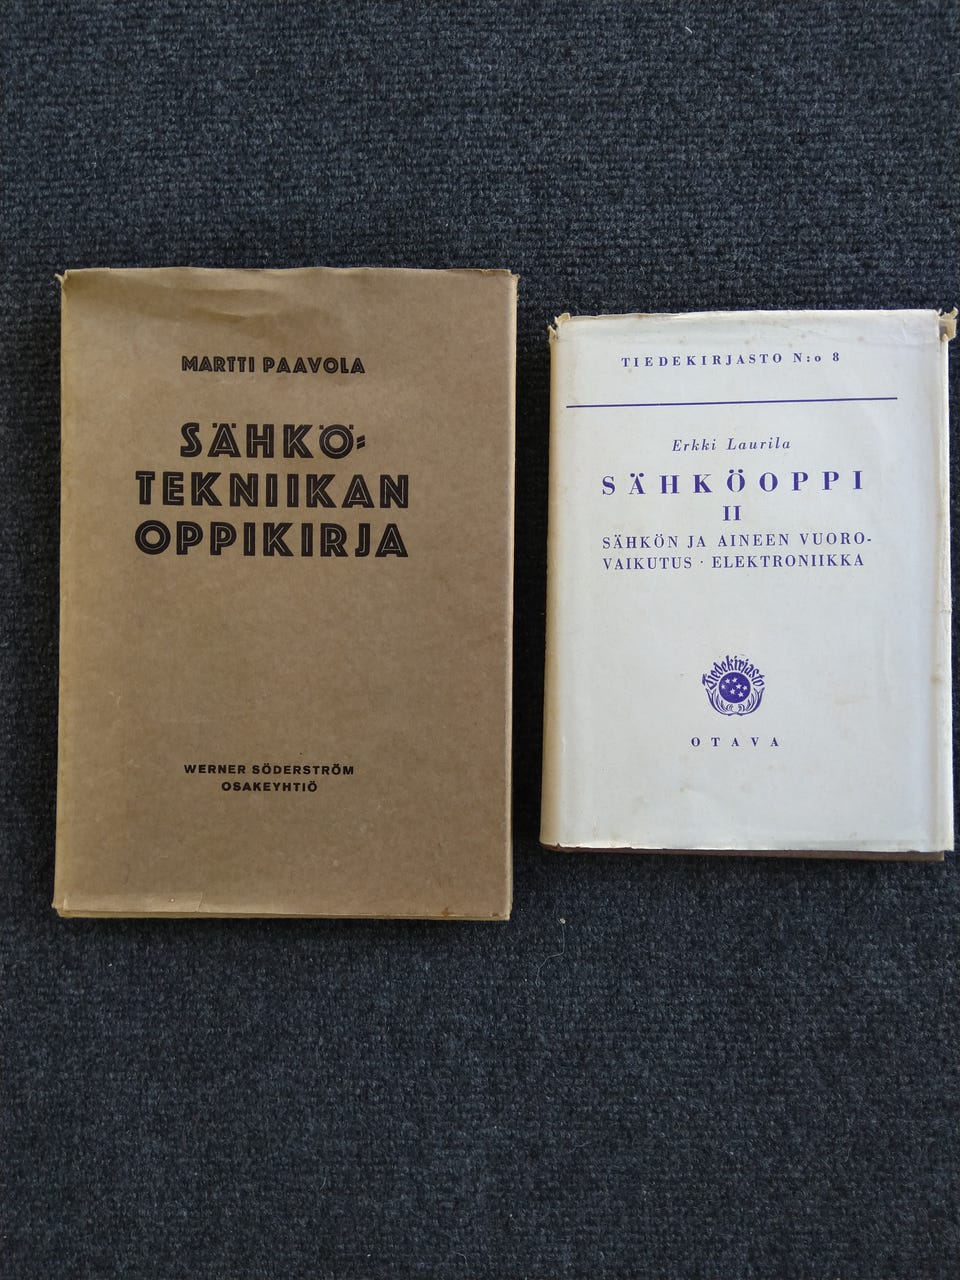 MARTTI PAAVOLA
SÄHKÖ-
TEKNIIKAN
OPPIKIRJA
WERNER SÖDERSTRÖM
OSAKEYHTIÖ
TIEDEKIRJASTO N:o 8
Erkki Laurila
SÄHKÖOPPI
II
SÄHKÖN JA AINEEN VUORO-
VAIKUTUS · ELEKTRONIIKKA
Tiedekirjasto
OTAVA